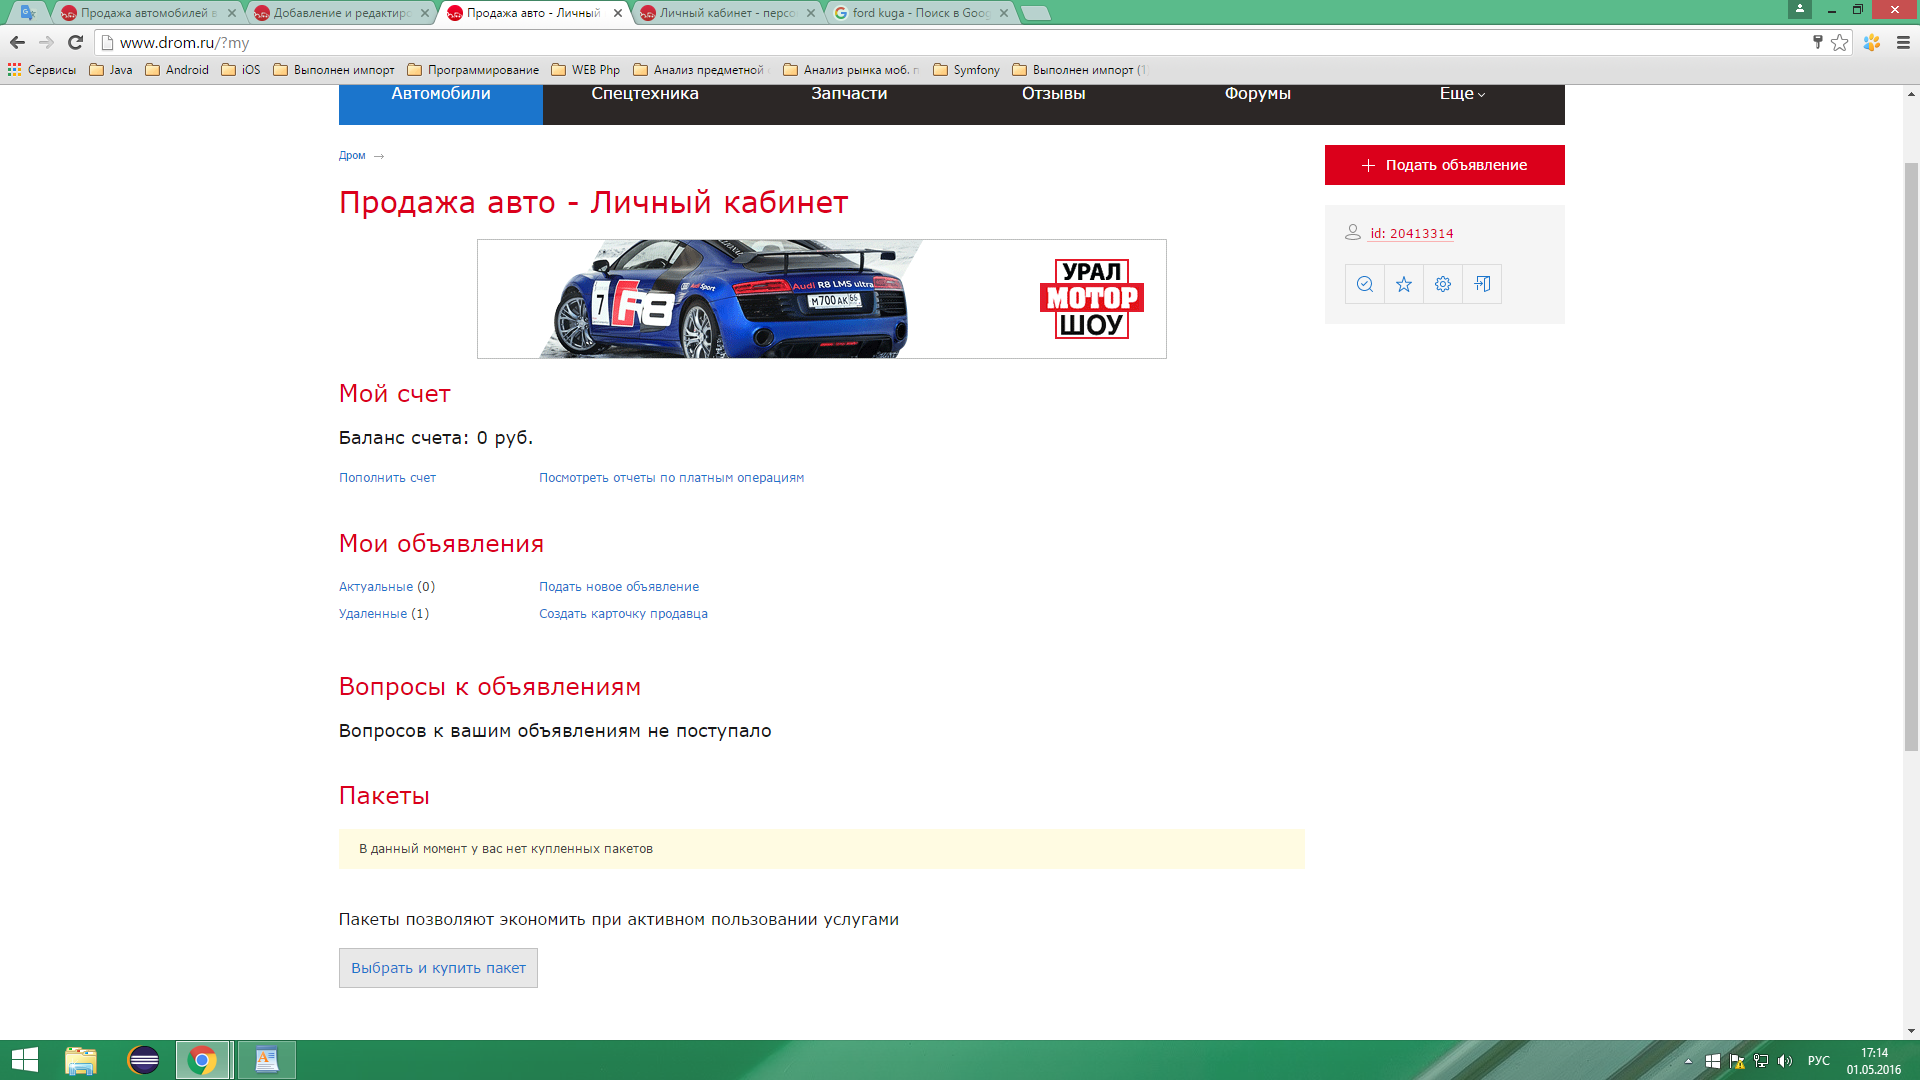 Продажа автомобилей в
Добавление и редактиро
Продажа авто - Личный
Личный кабинет - персо
ford kuga - Поиск в Goog
www.drom.ru/?my
Сервисы
Java
Android
iOS
Выполнен импорт
Программирование
WEB Php
Анализ предметной
Анализ рынка моб. п
Symfony
Выполнен импорт (1)
Автомобили
Спецтехника
Запчасти
Отзывы
Форумы
Еще
Дром →
Подать объявление
Продажа авто - Личный кабинет
id: 20413314
7
R8
Audi Sport
Audi R8 LMS ultra
М700АК 66
УРАЛ
МОТОР
ШОУ
Мой счет
Баланс счета: 0 руб.
Пополнить счет
Посмотреть отчеты по платным операциям
Мои объявления
Актуальные (0)
Подать новое объявление
Удаленные (1)
Создать карточку продавца
Вопросы к объявлениям
Вопросов к вашим объявлениям не поступало
Пакеты
В данный момент у вас нет купленных пакетов
Пакеты позволяют экономить при активном пользовании услугами
Выбрать и купить пакет
РУС
17:14
01.05.2016